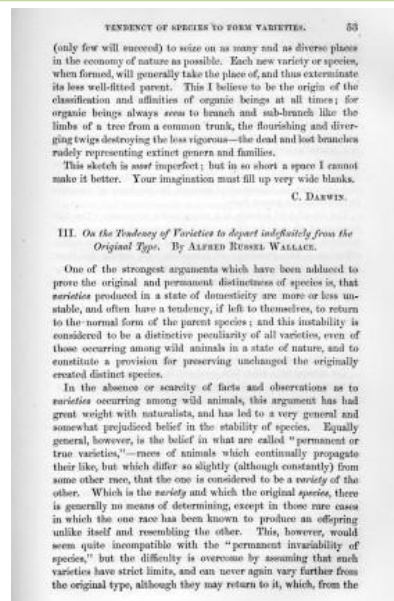 TENDENCY OF SPECIES TO FORM VARIETIES. 53
(only few will succeed) to seize on as many and as diverse places
in the economy of nature as possible. Each new variety or species,
when formed, will generally take the place of, and thus exterminate
its less well-fitted parent. This I believe to be the origin of the
classification and affinities of organic beings at all times; for
organic beings always seem to branch and sub-branch like the
limbs of a tree from a common trunk, the flourishing and diver-
ging twigs destroying the less vigorous—the dead and lost branches
rudely representing extinct genera and families.
This sketch is most imperfect; but in so short a space I cannot
make it better. Your imagination must fill up very wide blanks.
C. DARWIN.
III. On the Tendency of Varieties to depart indefinitely from the
Original Type. By ALFRED RUSSEL WALLACE.
One of the strongest arguments which have been adduced to
prove the original and permanent distinctness of species is, that
varieties produced in a state of domesticity are more or less un-
stable, and often have a tendency, if left to themselves, to return
to the normal form of the parent species; and this instability is
considered to be a distinctive peculiarity of all varieties, even of
those occurring among wild animals in a state of nature, and to
constitute a provision for preserving unchanged the originally
created distinct species.
In the absence or scarcity of facts and observations as to
varieties occurring among wild animals, this argument has had
great weight with naturalists, and has led to a very general and
somewhat prejudiced belief in the stability of species. Equally
general, however, is the belief in what are called "permanent or
true varieties,"—races of animals which continually propagate
their like, but which differ so slightly (although constantly) from
some other race, that the one is considered to be a variety of the
other. Which is the variety and which the original species, there
is generally no means of determining, except in those rare cases
in which the one race has been known to produce an offspring
unlike itself and resembling the other. This, however, would
seem quite incompatible with the "permanent invariability of
species," but the difficulty is overcome by assuming that such
varieties have strict limits, and can never again vary further from
the original type, although they may return to it, which, from the